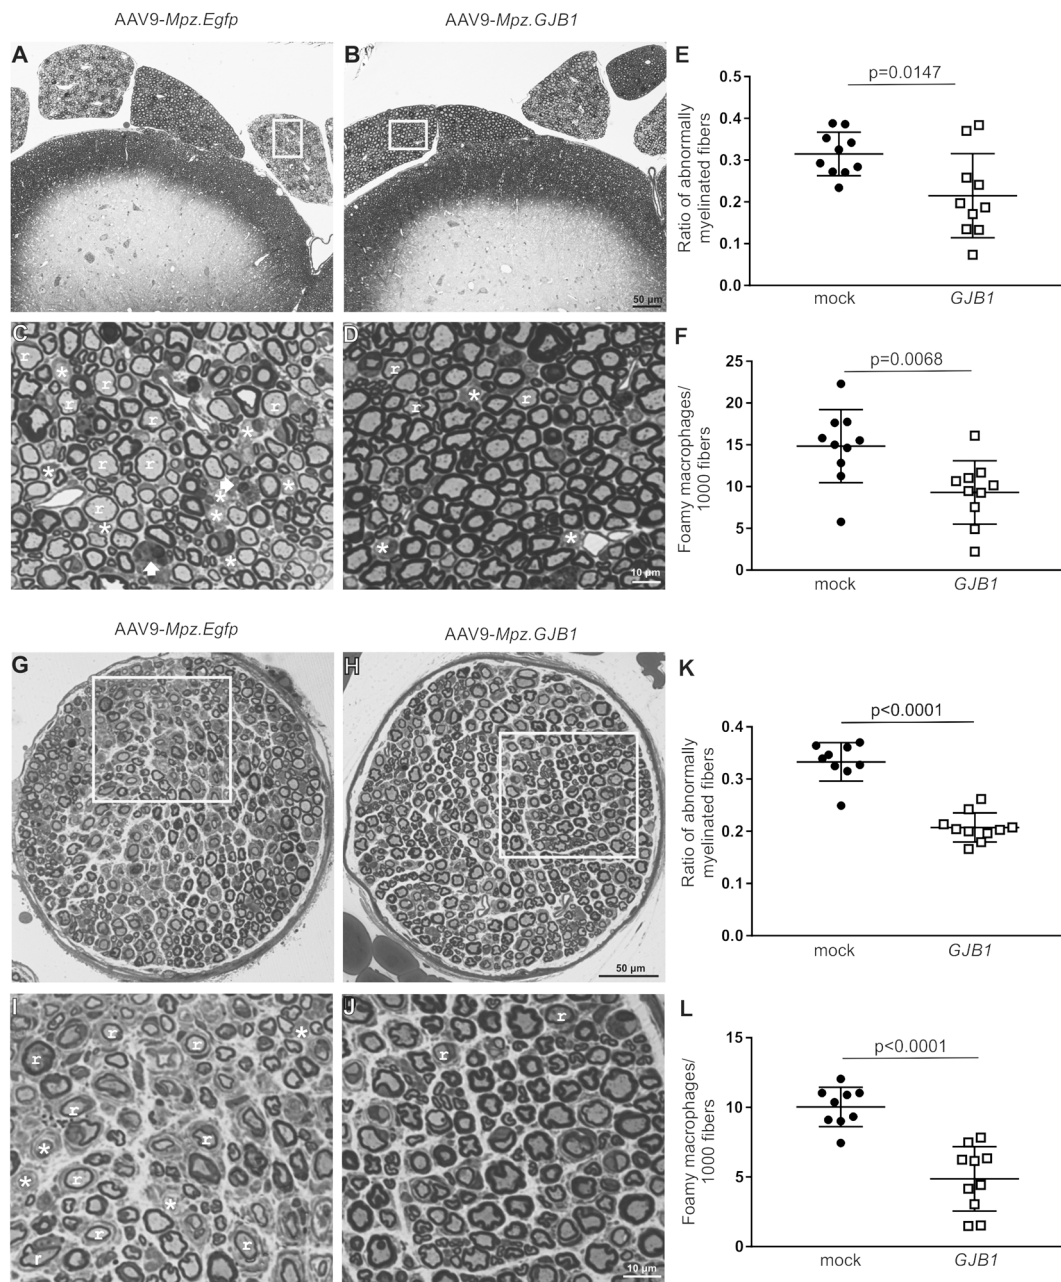 AAV9-Mpz.Egfp
AAV9-Mpz.GJB1
A
B
50 µm
C
r
*
r
*
r
r
r
*
*
r
r
*
*
*
r
*
*
*
D
r
*
r
*
*
10 µm
E
p=0.0147
Ratio of abnormally
myelinated fibers
0.5
0.4
0.3
0.2
0.1
0.0
mock
GJB1
F
p=0.0068
Foamy macrophages/
1000 fibers
25
20
15
10
5
0
mock
GJB1
AAV9-Mpz.Egfp
AAV9-Mpz.GJB1
G
H
50 µm
I
r
*
r
r
r
r
*
r
*
*
r
r
r
J
r
r
10 µm
K
p<0.0001
Ratio of abnormally
myelinated fibers
0.4
0.3
0.2
0.1
0.0
mock
GJB1
L
p<0.0001
Foamy macrophages/
1000 fibers
15
10
5
0
mock
GJB1